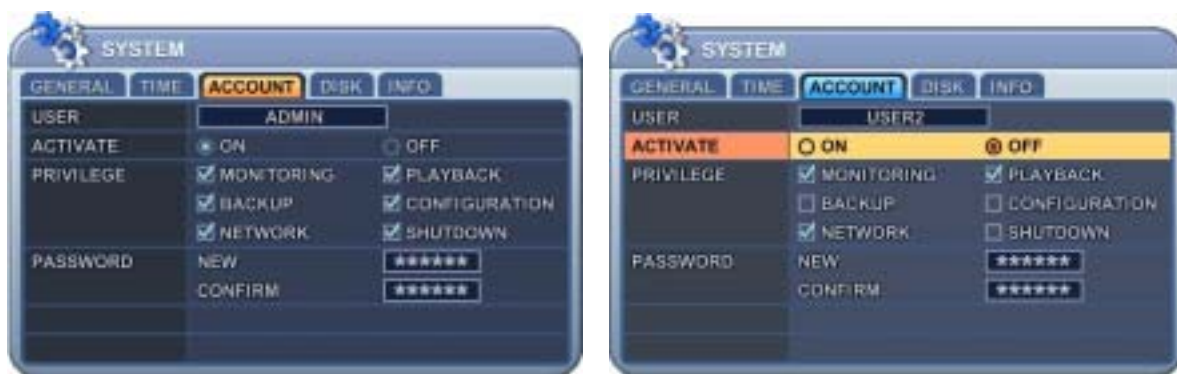 SYSTEM
GENERAL TIME ACCOUNT DISK INFO
USER ADMIN
ACTIVATE ON OFF
PRIVILEGE MONITORING PLAYBACK
BACKUP CONFIGURATION
NETWORK SHUTDOWN
PASSWORD NEW ******
CONFIRM ******
SYSTEM
GENERAL TIME ACCOUNT DISK INFO
USER USER2
ACTIVATE ON OFF
PRIVILEGE MONITORING PLAYBACK
BACKUP CONFIGURATION
NETWORK SHUTDOWN
PASSWORD NEW ******
CONFIRM ******